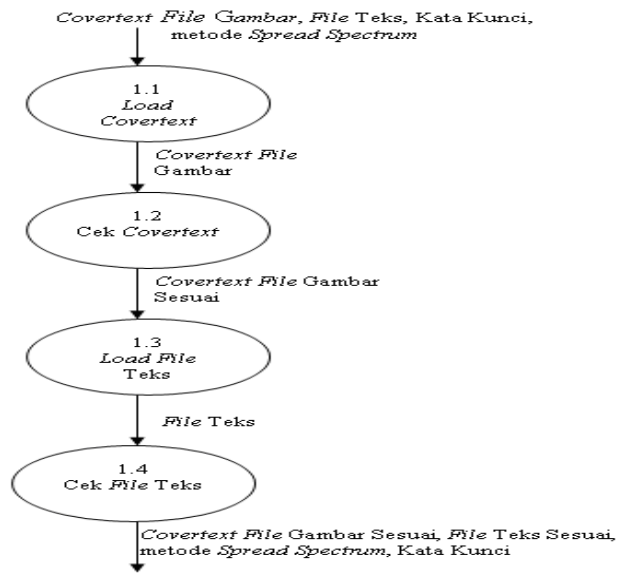 Covertext File Gambar, File Teks, Kata Kunci,
metode Spread Spectrum
1.1
Load
Covertext
Covertext File
Gambar
1.2
Cek Covertext
Covertext File Gambar
Sesuai
1.3
Load File
Teks
File Teks
1.4
Cek File Teks
Covertext File Gambar Sesuai, File Teks Sesuai,
metode Spread Spectrum, Kata Kunci